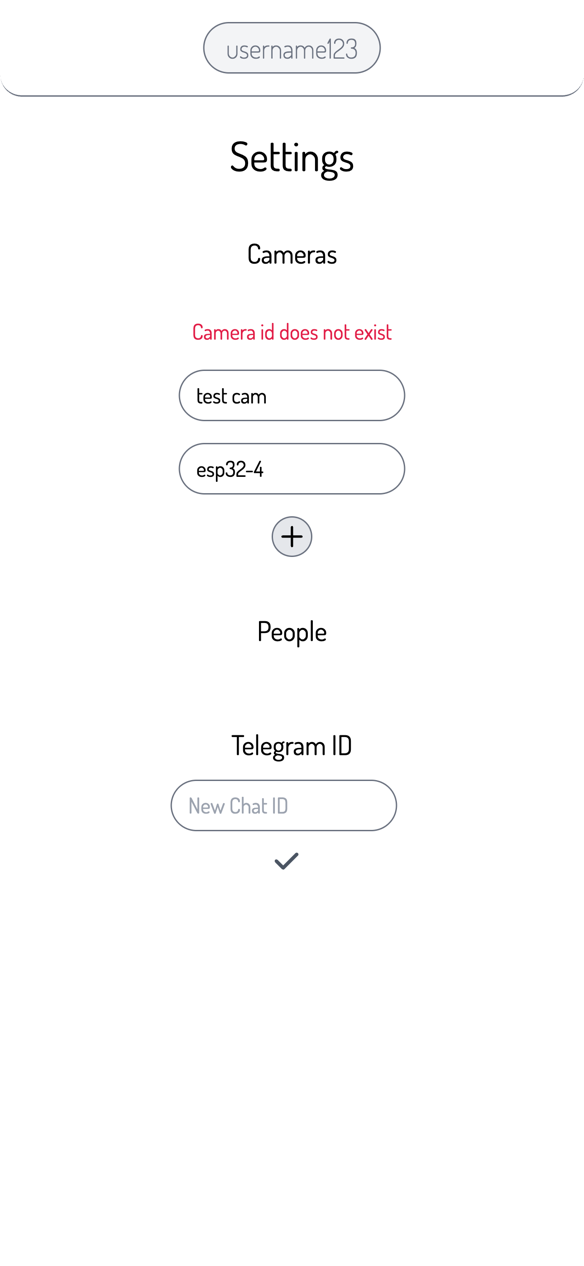 username123
Settings
Cameras
Camera id does not exist
test cam
esp32-4
People
Telegram ID
New Chat ID